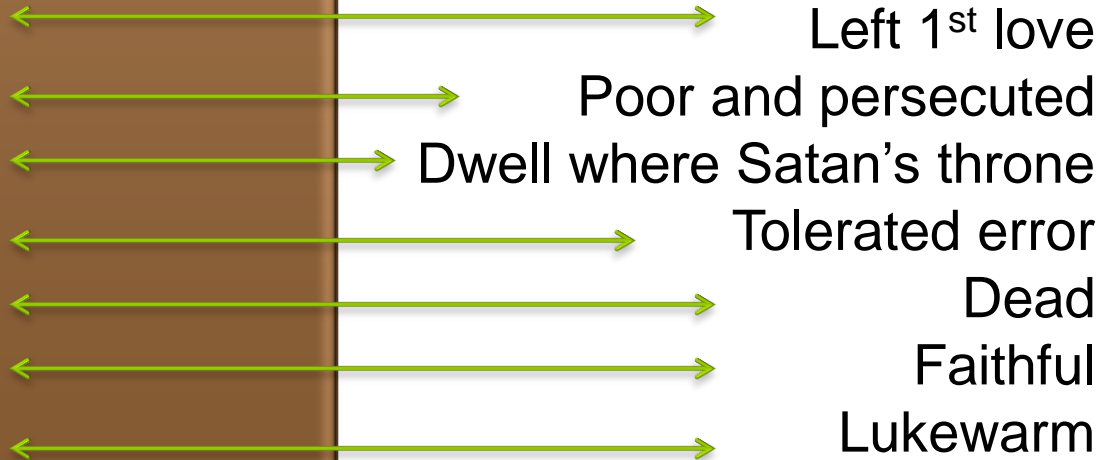 Left 1st love
Poor and persecuted
Dwell where Satan’s throne
Tolerated error
Dead
Faithful
Lukewarm